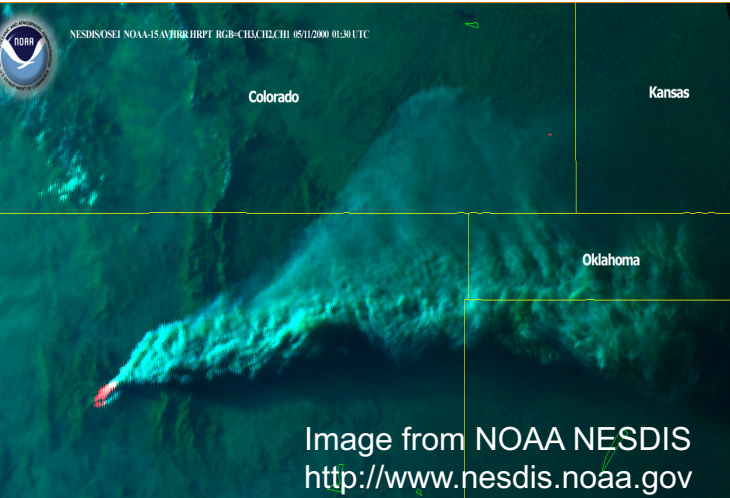 NESDIS/OSEI NOAA-15 AVHRR HRPT RGB=CH3,CH2,CH1 05/11/2000 01:30 UTC
NOAA
Colorado
Kansas
Oklahoma
Image from NOAA NESDIS
http://www.nesdis.noaa.gov